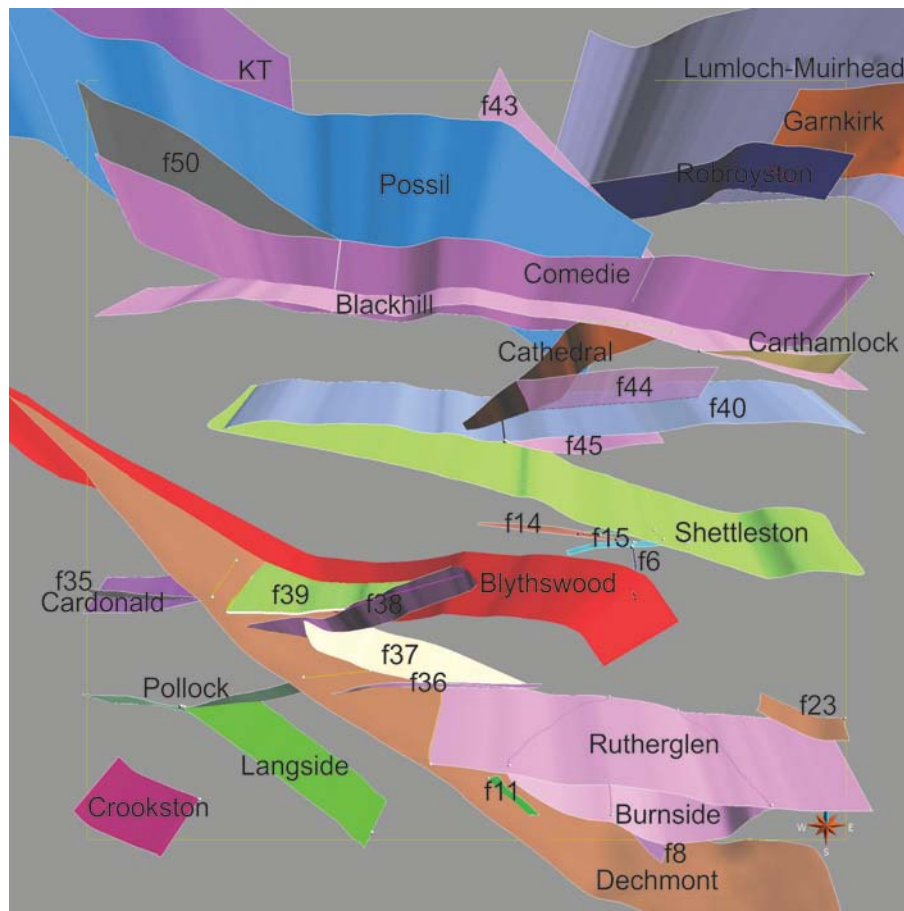 KT
Lumloch-Muirhead
f43
Garnkirk
f50
Robroyston
Possil
Comedie
Blackhill
Carthamlock
Cathedral
f44
f40
f45
f14
Shettleston
f15
f6
f35
Cardonald
f39
f38
Blythswood
f37
f36
Pollock
f23
Langside
Rutherglen
f11
Crookston
Burnside
W E
S
f8
Dechmont